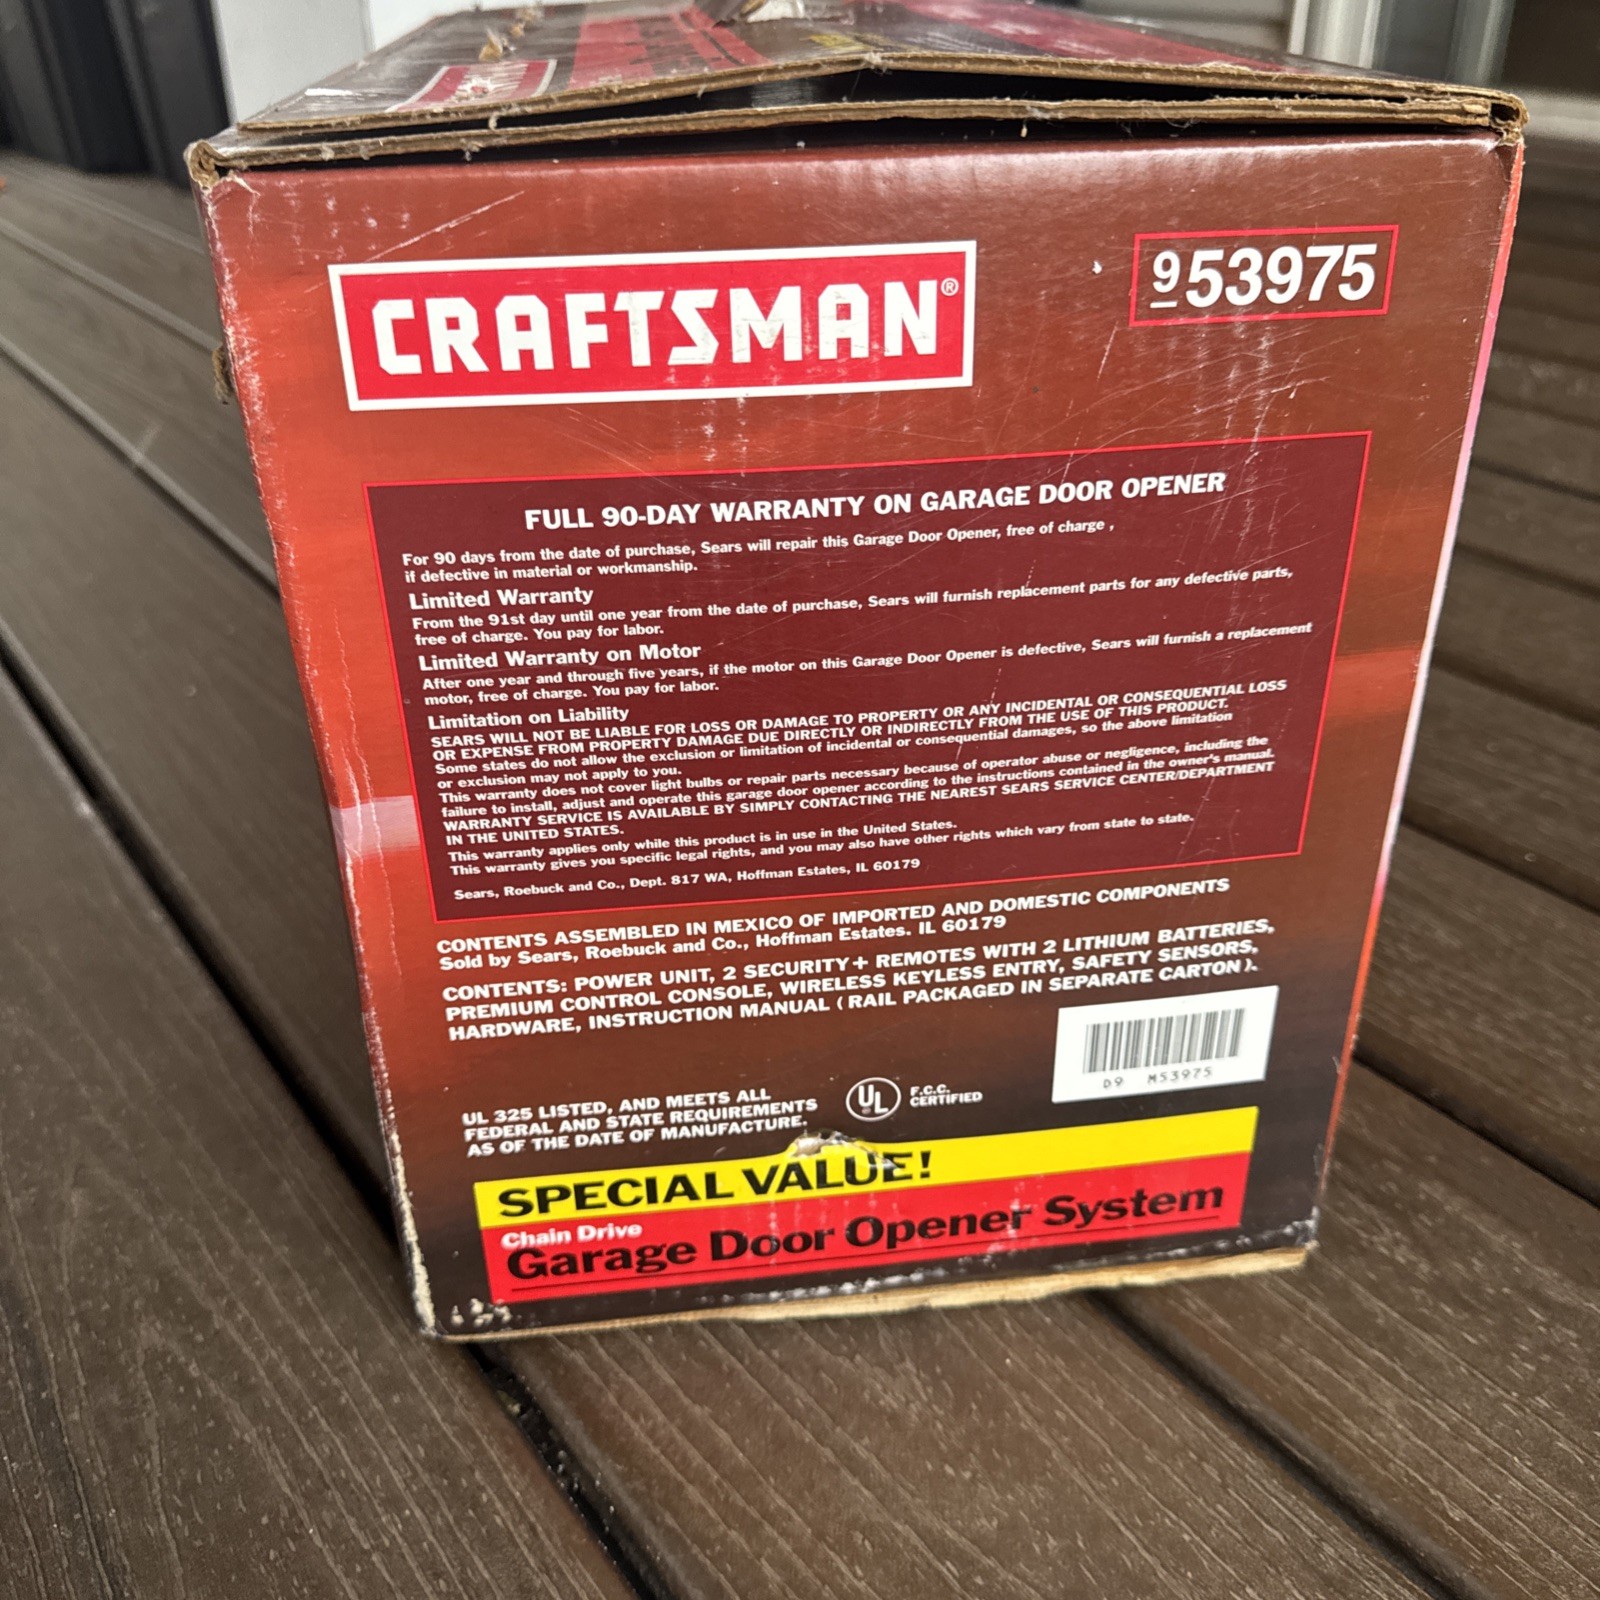 CRAFTSMAN®
953975
FULL 90-DAY WARRANTY ON GARAGE DOOR OPENER
For 90 days from the date of purchase, Sears will repair this Garage Door Opener, free of charge ,
if defective in material or workmanship.
Limited Warranty
From the 91st day until one year from the date of purchase, Sears will furnish replacement parts for any defective parts,
free of charge. You pay for labor.
Limited Warranty on Motor
After one year and through five years, if the motor on this Garage Door Opener is defective, Sears will furnish a replacement
motor, free of charge. You pay for labor.
Limitation on Liability
SEARS WILL NOT BE LIABLE FOR LOSS OR DAMAGE TO PROPERTY OR ANY INCIDENTAL OR CONSEQUENTIAL LOSS
OR EXPENSE FROM PROPERTY DAMAGE DUE DIRECTLY OR INDIRECTLY FROM THE USE OF THIS PRODUCT.
Some states do not allow the exclusion or limitation of incidental or consequential damages, so the above limitation
or exclusion may not apply to you.
This warranty does not cover light bulbs or repair parts necessary because of operator abuse or negligence, including the
failure to install, adjust and operate this garage door opener according to the instructions contained in the owner's manual.
WARRANTY SERVICE IS AVAILABLE BY SIMPLY CONTACTING THE NEAREST SEARS SERVICE CENTER/DEPARTMENT
IN THE UNITED STATES.
This warranty applies only while this product is in use in the United States.
This warranty gives you specific legal rights, and you may also have other rights which vary from state to state.
Sears, Roebuck and Co., Dept. 817 WA, Hoffman Estates, IL 60179
CONTENTS ASSEMBLED IN MEXICO OF IMPORTED AND DOMESTIC COMPONENTS
Sold by Sears, Roebuck and Co., Hoffman Estates. IL 60179
CONTENTS: POWER UNIT, 2 SECURITY+ REMOTES WITH 2 LITHIUM BATTERIES,
PREMIUM CONTROL CONSOLE, WIRELESS KEYLESS ENTRY, SAFETY SENSORS,
HARDWARE, INSTRUCTION MANUAL ( RAIL PACKAGED IN SEPARATE CARTON ).
D9 M53975
UL 325 LISTED, AND MEETS ALL
FEDERAL AND STATE REQUIREMENTS
AS OF THE DATE OF MANUFACTURE.
UL
F.C.C.
CERTIFIED
SPECIAL VALUE!
Chain Drive
Garage Door Opener System